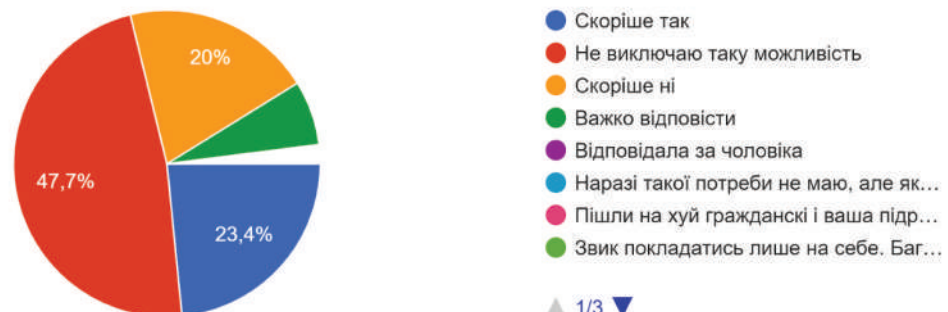 20%
47,7%
23,4%
Скоріше так
Не виключаю таку можливість
Скоріше ні
Важко відповісти
Відповідала за чоловіка
Наразі такої потреби не маю, але як...
Пішли на хуй гражданскі і ваша підр...
Звик покладатись лише на себе. Баг...
1/3